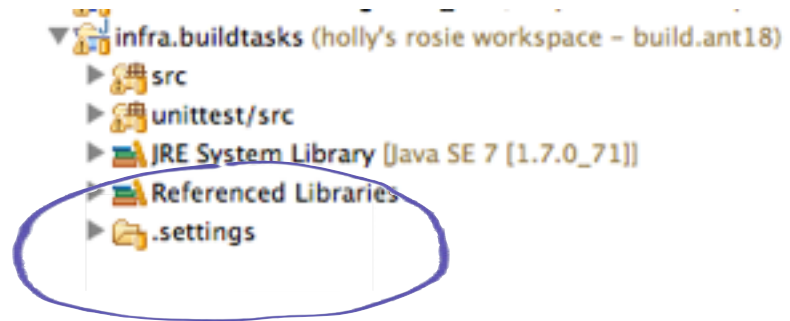 infra.buildtasks (holly's rosie workspace – build.ant18)
src
unittest/src
JRE System Library [Java SE 7 [1.7.0_71]]
Referenced Libraries
.settings